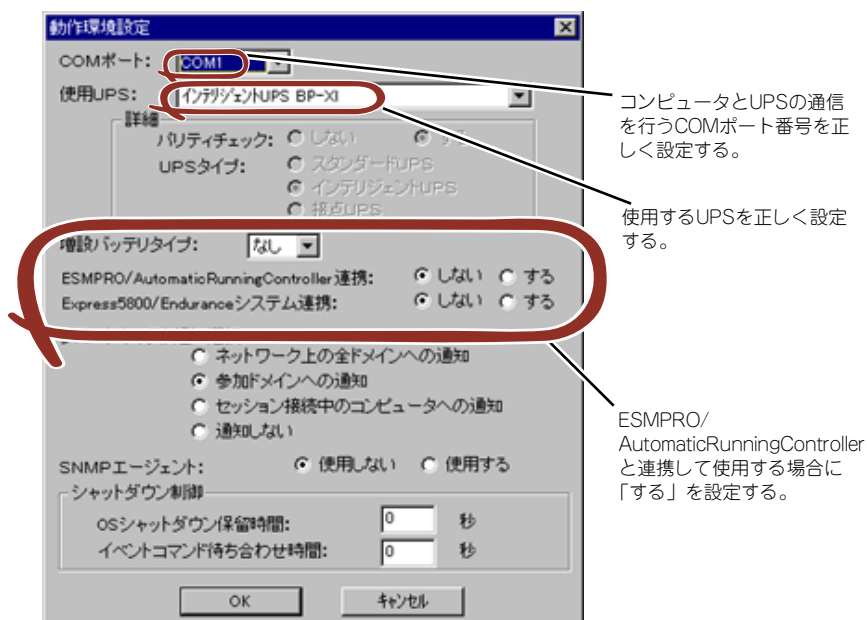 動作環境設定
COMポート: COM1
使用UPS: インテリジェントUPS BP-XI
詳細
パリティチェック: しない する
UPSタイプ: スタンダードUPS
インテリジェントUPS
接点UPS
増設バッテリタイプ: なし
ESMPRO/AutomaticRunningController連携: しない する
Express5800/Enduranceシステム連携: しない する
ネットワーク上の全ドメインへの通知
参加ドメインへの通知
セッション接続中のコンピュータへの通知
通知しない
SNMPエージェント: 使用しない 使用する
シャットダウン制御
OSシャットダウン保留時間: 0 秒
イベントコマンド待ち合わせ時間: 0 秒
OK キャンセル
コンピュータとUPSの通信
を行うCOMポート番号を正
しく設定する。
使用するUPSを正しく設定
する。
ESMPRO/
AutomaticRunningController
と連携して使用する場合に
「する」を設定する。